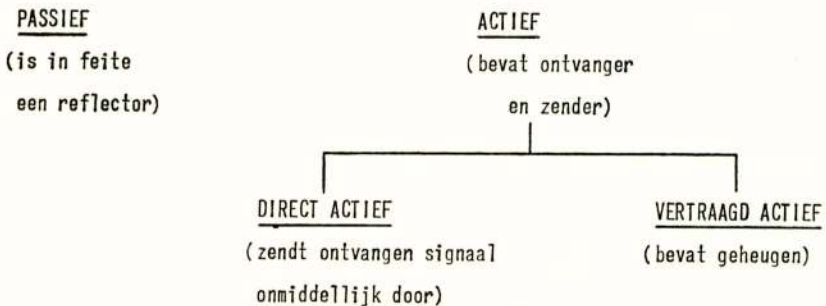 PASSIEF
(is in feite
een reflector)
ACTIEF
(bevat ontvanger
en zender)
DIRECT ACTIEF
(zendt ontvangen signaal
onmiddellijk door)
VERTRAAGD ACTIEF
(bevat geheugen)